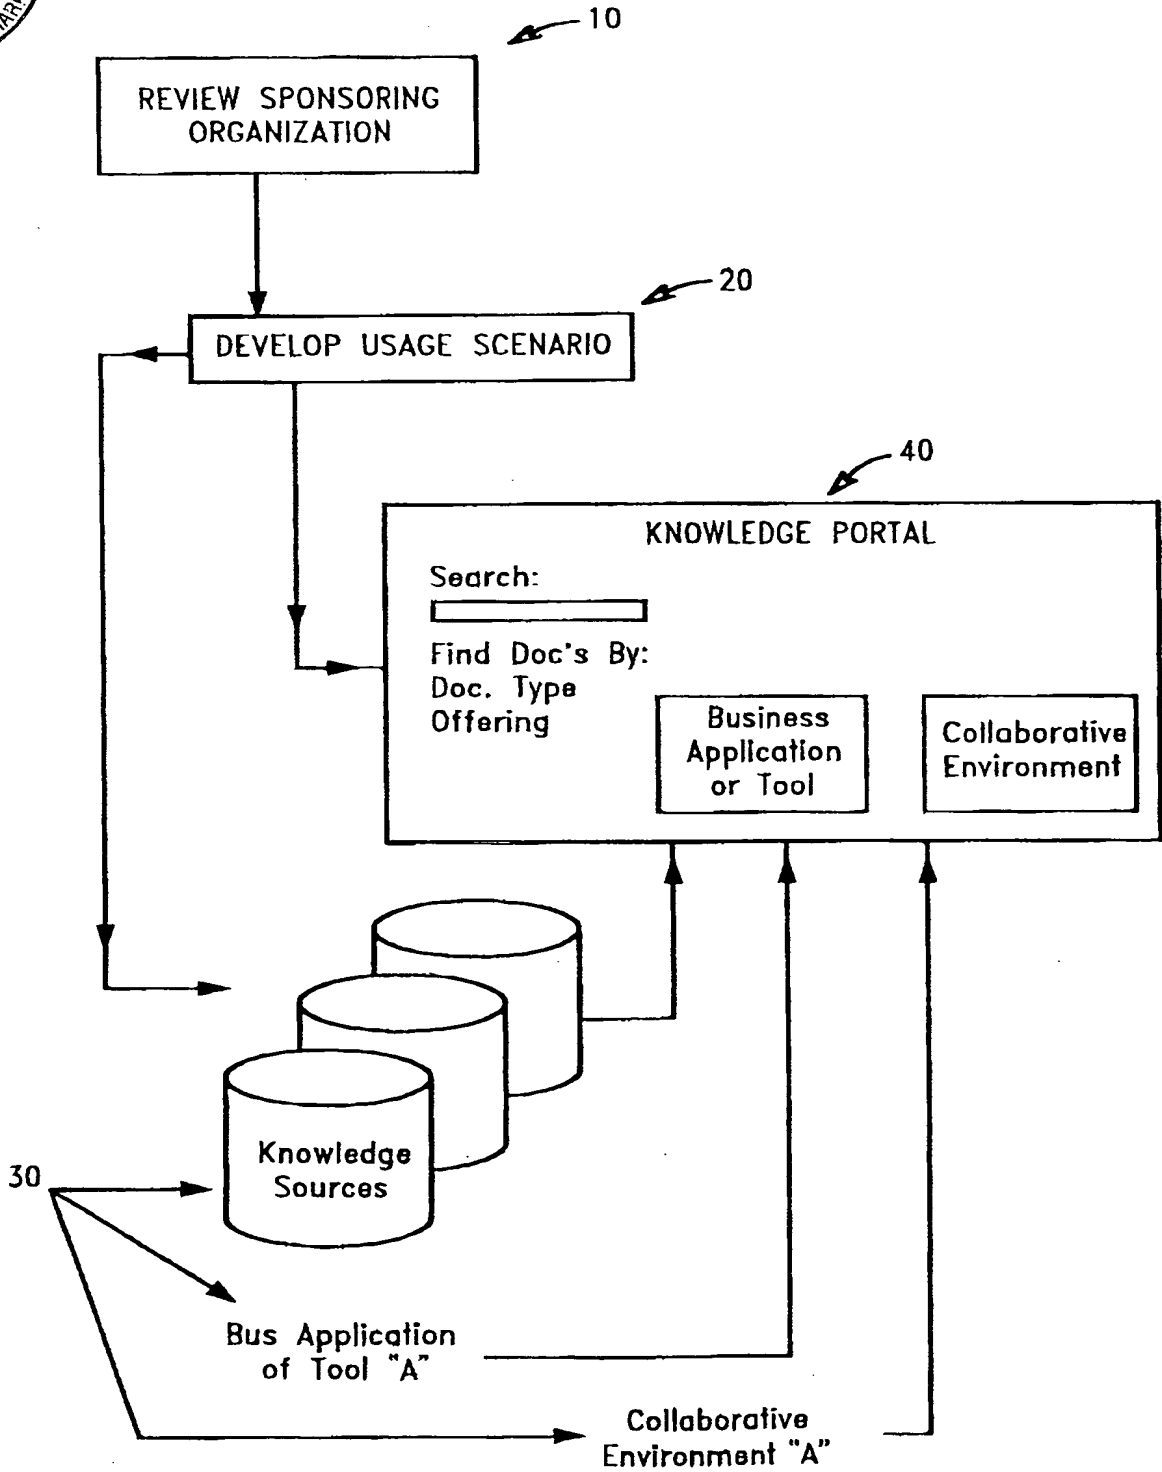 10
REVIEW SPONSORING
ORGANIZATION
20
DEVELOP USAGE SCENARIO
40
KNOWLEDGE PORTAL
Search:
Find Doc's By:
Doc. Type
Offering
Business
Application
or Tool
Collaborative
Environment
Knowledge
Sources
30
Bus Application
of Tool "A"
Collaborative
Environment "A"